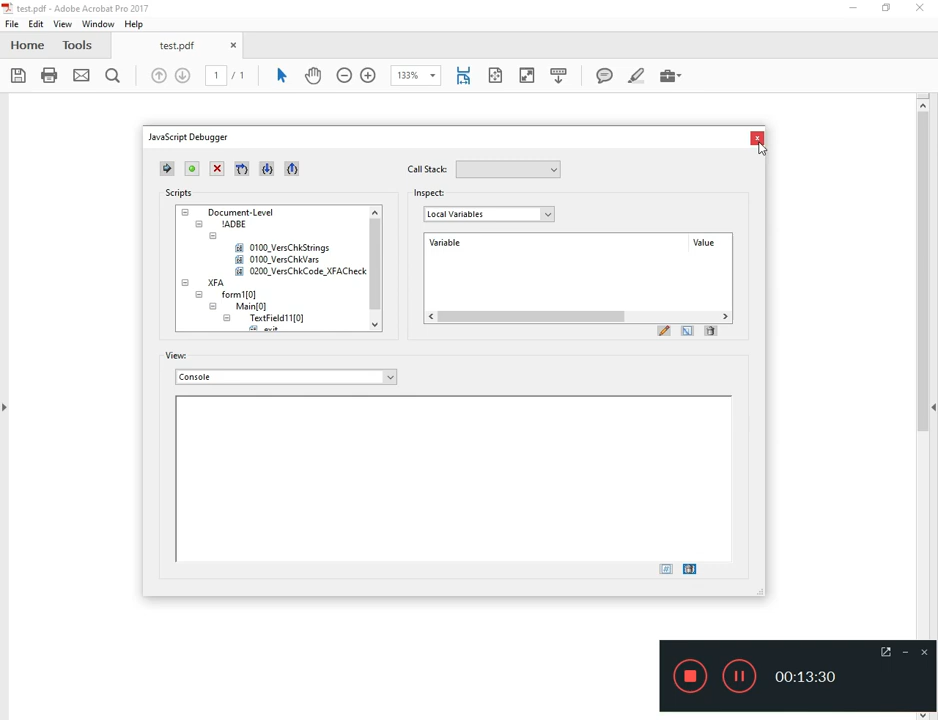 test.pdf - Adobe Acrobat Pro 2017
File Edit View Window Help
Home Tools test.pdf ×
1 / 1 133%
JavaScript Debugger
Call Stack:
Scripts
Inspect:
Document-Level
!ADBE
0100_VersChkStrings
0100_VersChkVars
0200_VersChkCode_XFACheck
XFA
form1[0]
Main[0]
TextField11[0]
exit
Local Variables
Variable Value
View:
Console
00:13:30